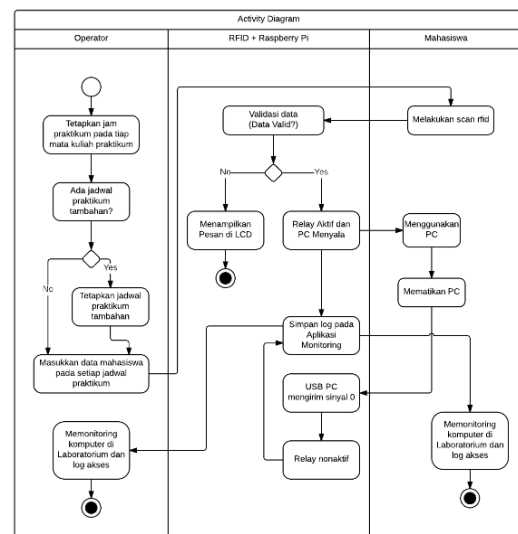 Activity Diagram
Operator
RFID + Raspberry Pi
Mahasiswa
Tetapkan jam
praktikum pada tiap
mata kuliah praktikum
Ada jadwal
praktikum
tambahan?
No
Yes
Tetapkan jadwal
praktikum
tambahan
Masukkan data mahasiswa
pada setiap jadwal
praktikum
Memonitoring
komputer di
Laboratorium dan
log akses
Validasi data
(Data Valid?)
No
Yes
Menampilkan
Pesan di LCD
Relay Aktif dan
PC Menyala
Simpan log pada
Aplikasi
Monitoring
USB PC
mengirim sinyal 0
Relay nonaktif
Melakukan scan rfid
Menggunakan
PC
Mematikan PC
Memonitoring
komputer di
Laboratorium dan
log akses